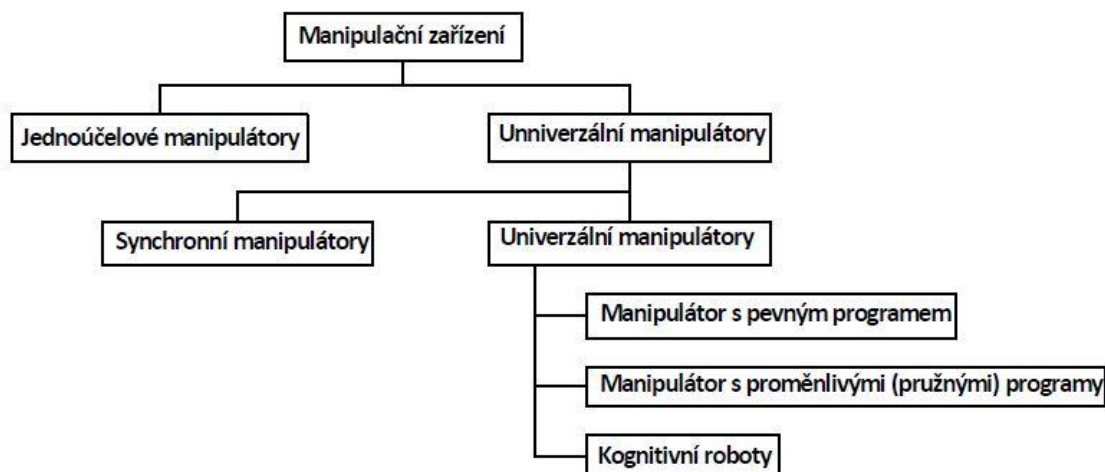 Manipulační zařízení
Jednoúčelové manipulátory
Unniverzální manipulátory
Synchronní manipulátory
Univerzální manipulátory
Manipulátor s pevným programem
Manipulátor s proměnlivými (pružnými) programy
Kognitivní roboty